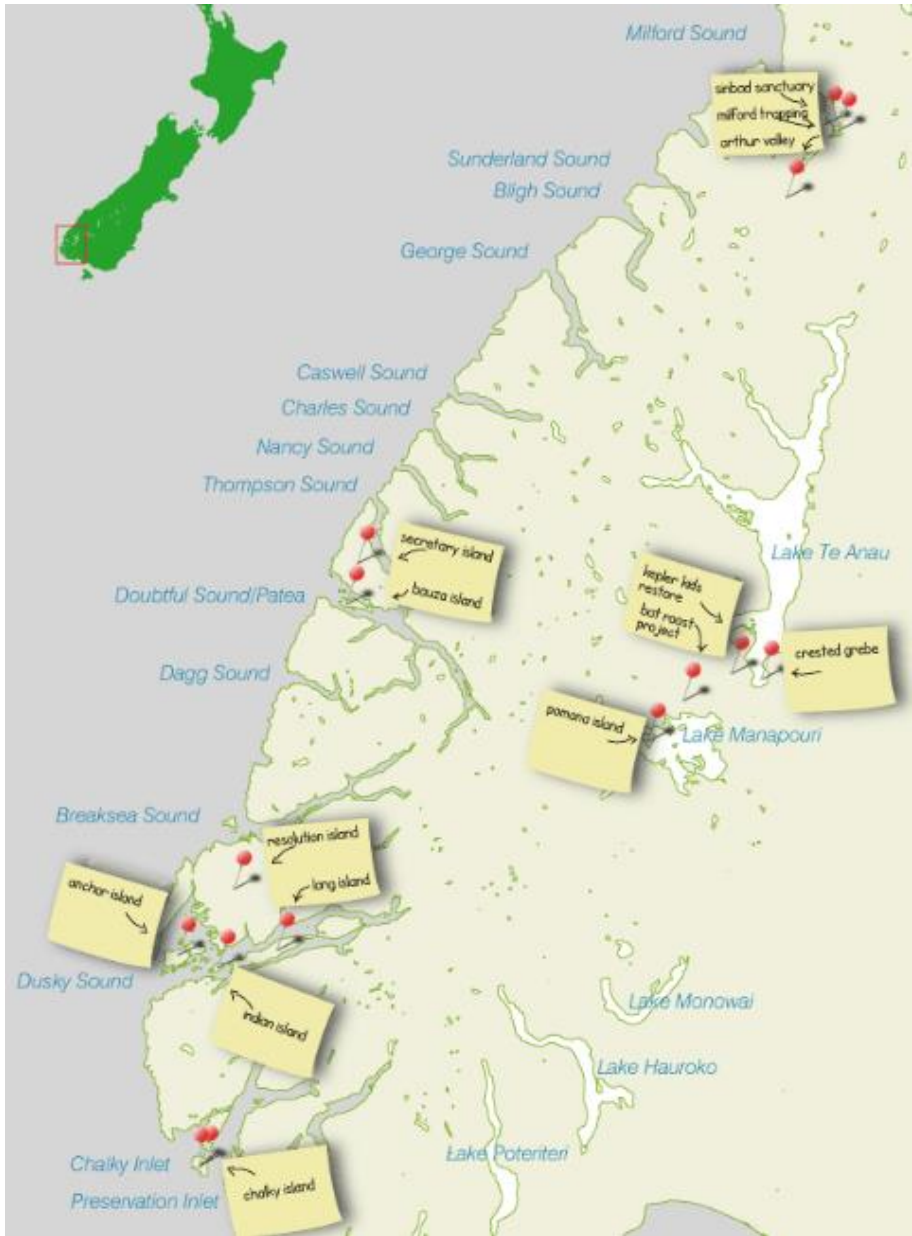 Milford Sound
sinbad sanctuary
milford trapping
arthur valley
Sunderland Sound
Bligh Sound
George Sound
Caswell Sound
Charles Sound
Nancy Sound
Thompson Sound
secretary island
bauza island
Doubtful Sound/Patea
Lake Te Anau
kepler kids
restore
bat roost
project
crested grebe
Dagg Sound
pomona island
Lake Manapouri
Breaksea Sound
resolution island
long island
anchor island
Dusky Sound
indian island
Lake Monowai
Lake Hauroko
Lake Poteriteri
Chalky Inlet
chalky island
Preservation Inlet